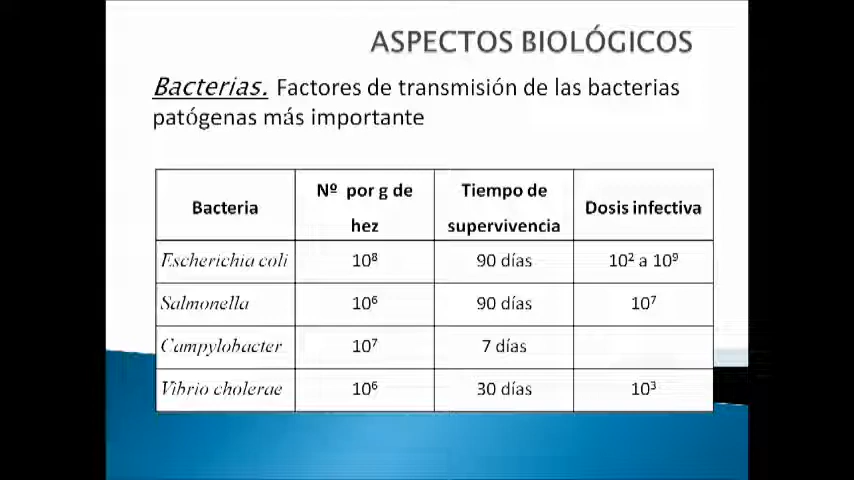 ASPECTOS BIOLÓGICOS
Bacterias. Factores de transmisión de las bacterias
patógenas más importante
Bacteria	Nº por g de hez	Tiempo de supervivencia	Dosis infectiva
Escherichia coli	10⁸	90 días	10² a 10⁹
Salmonella	10⁶	90 días	10⁷
Campylobacter	10⁷	7 días
Vibrio cholerae	10⁶	30 días	10³